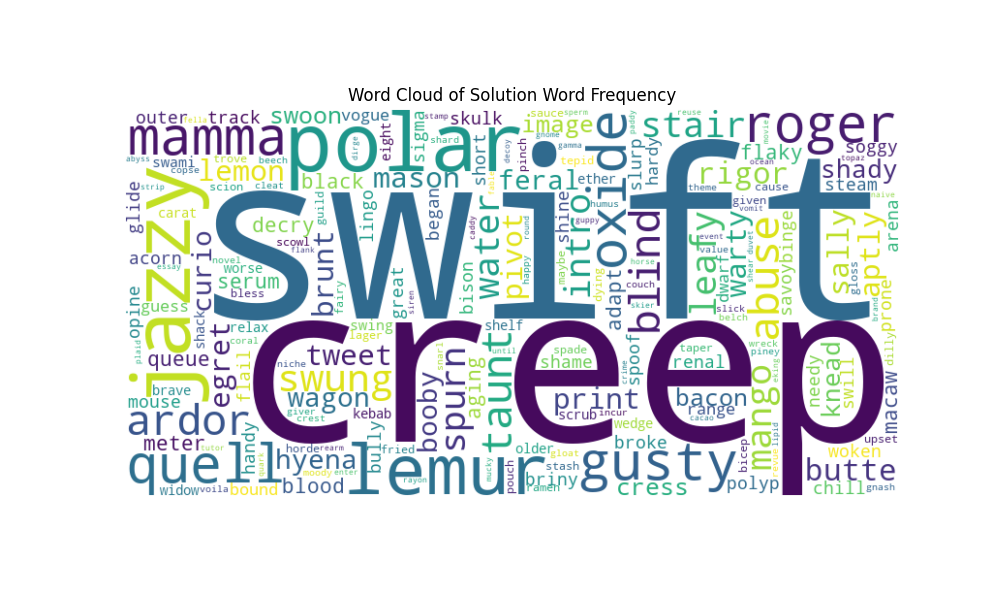 Word Cloud of Solution Word Frequency
outer track swoon vogue skulk sauce sperm reuse
villa stamp
mamma polar eight sigma shard image stair roger
short pinch gnome gamma decoy oxide slurp hardy paddy movie
abyss swami trove beech dirge tepid flaky ocean topaz soggy
copse lemon mason feral ether rigor cause shady
strip scion cleat black humus theme steam naive
jazzy swift given vomit
carat guild lingo began caddy guppy shine adapt blind leafy warty abuse savoy binge sally aptly arena
glide decry water pivot round intro event
curio scowl flank brunt happy maybe value dwarf
acorn novel worse great bison dying horse shear duvet gloss
essay serum fairy siren couch skier slick brand prone
opine guess shack bless belch
plaid egret relax swing shelf creep wreck dilly
coral lager until spade taper piney
queue flail niche tweet snarl shame spoof renal eking needy knead swill macaw
brave swung booby spurn aging taunt crine mango
mouse giver wagon print bacon cacao
ardor crest kebab scrub incur range
meter handy horde rearm bully fried older wedge broke bicep lipid revue woken upset
tutor quark hyena lemur mucky gloat gusty butte
quell moody enter rayon pouch stash briny polyp
widow voila bound blood ramen cress chill gnash